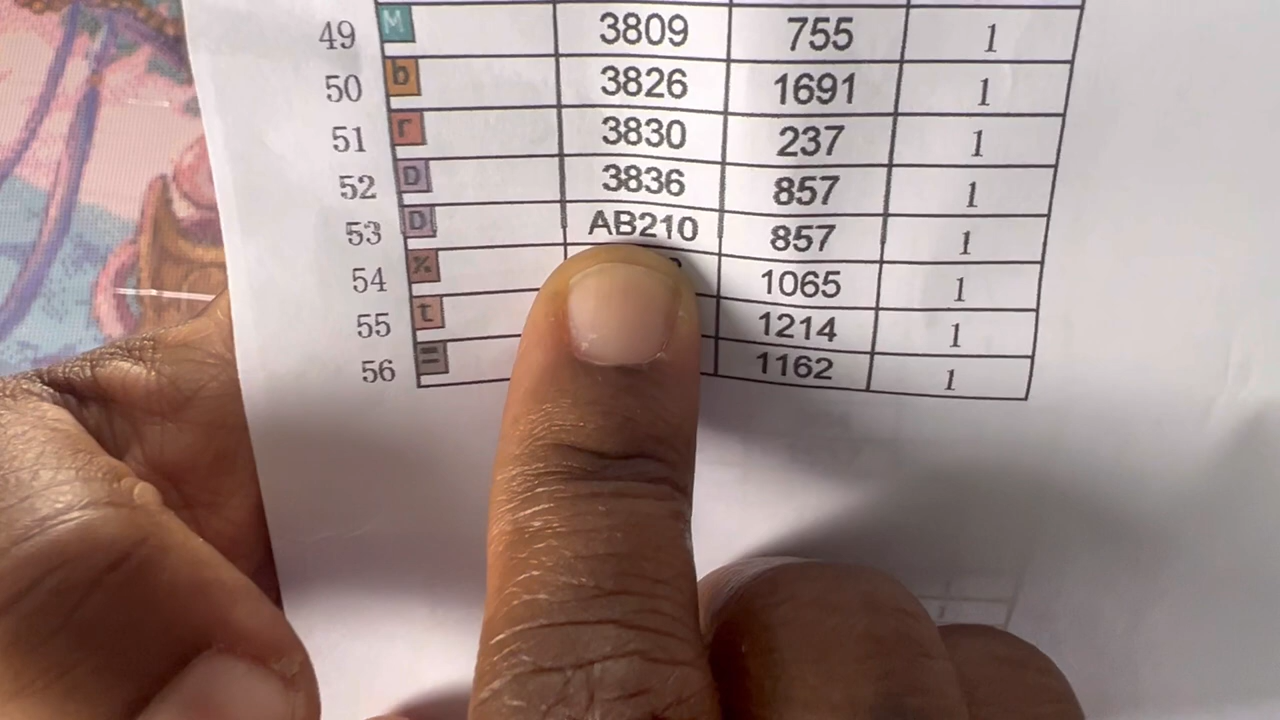 49 M 3809 755 1
50 b 3826 1691 1
51 r 3830 237 1
52 D 3836 857 1
53 D AB210 857 1
54 % 1065 1
55 t 1214 1
56 = 1162 1